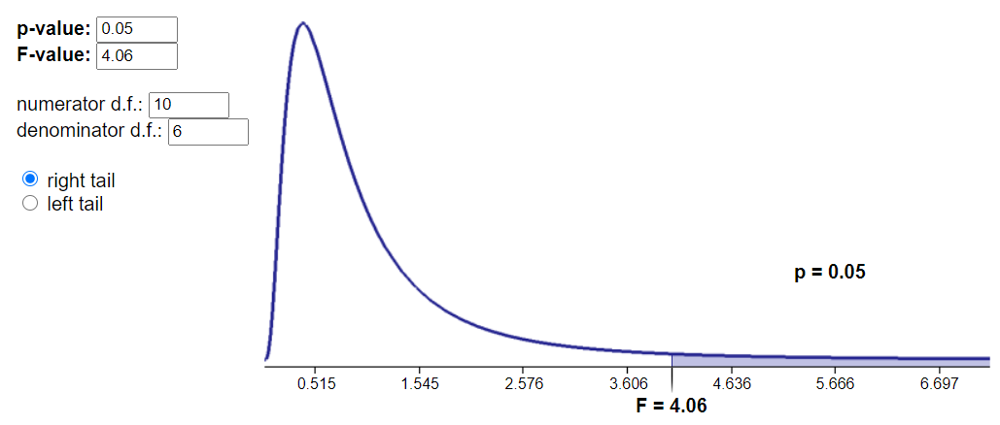 p-value: 0.05
F-value: 4.06
numerator d.f.: 10
denominator d.f.: 6
right tail
left tail
p = 0.05
0.515 1.545 2.576 3.606 4.636 5.666 6.697
F = 4.06